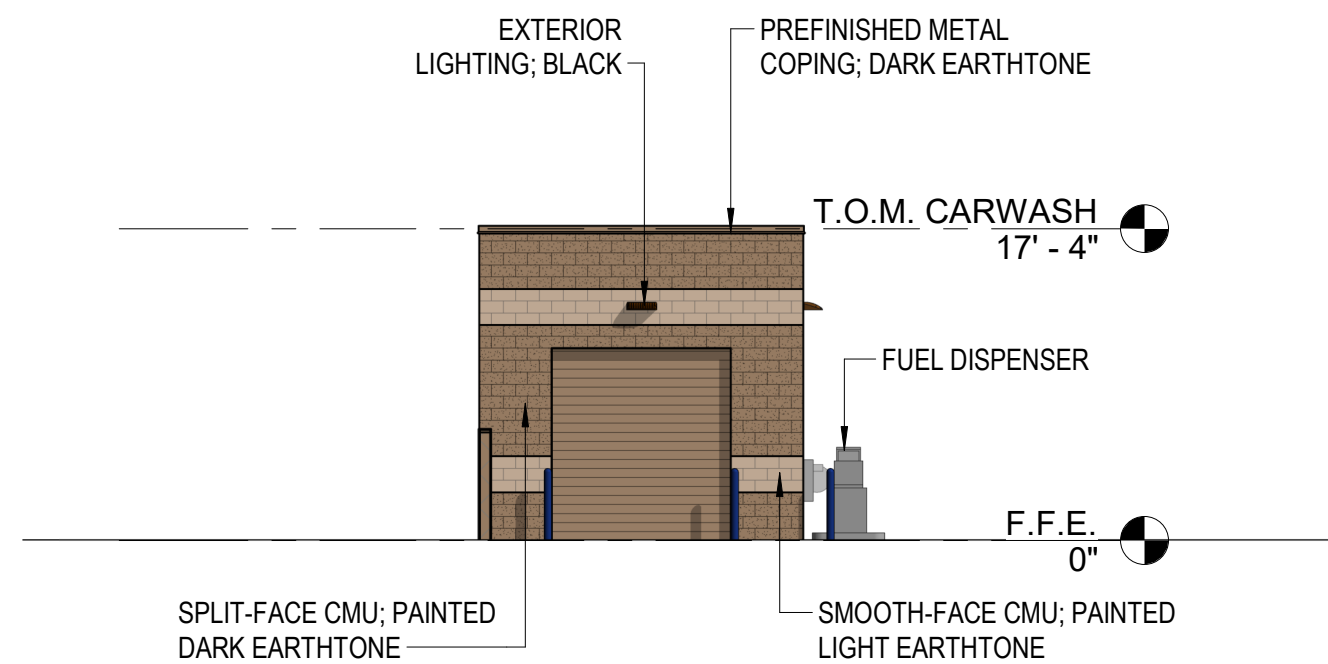 EXTERIOR
LIGHTING; BLACK
PREFINISHED METAL
COPING; DARK EARTHTONE
T.O.M. CARWASH
17' - 4"
FUEL DISPENSER
F.F.E.
0"
SPLIT-FACE CMU; PAINTED
DARK EARTHTONE
SMOOTH-FACE CMU; PAINTED
LIGHT EARTHTONE